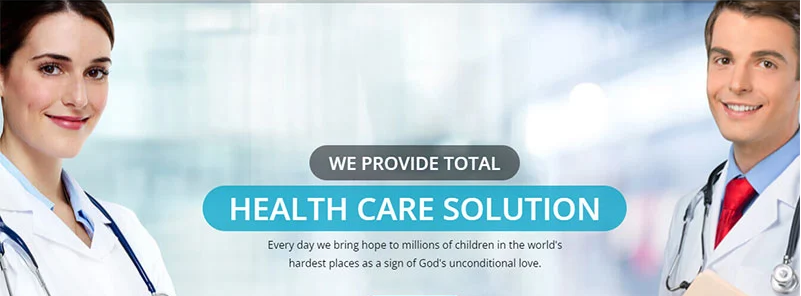 WE PROVIDE TOTAL
HEALTH CARE SOLUTION
Every day we bring hope to millions of children in the world's
hardest places as a sign of God's unconditional love.